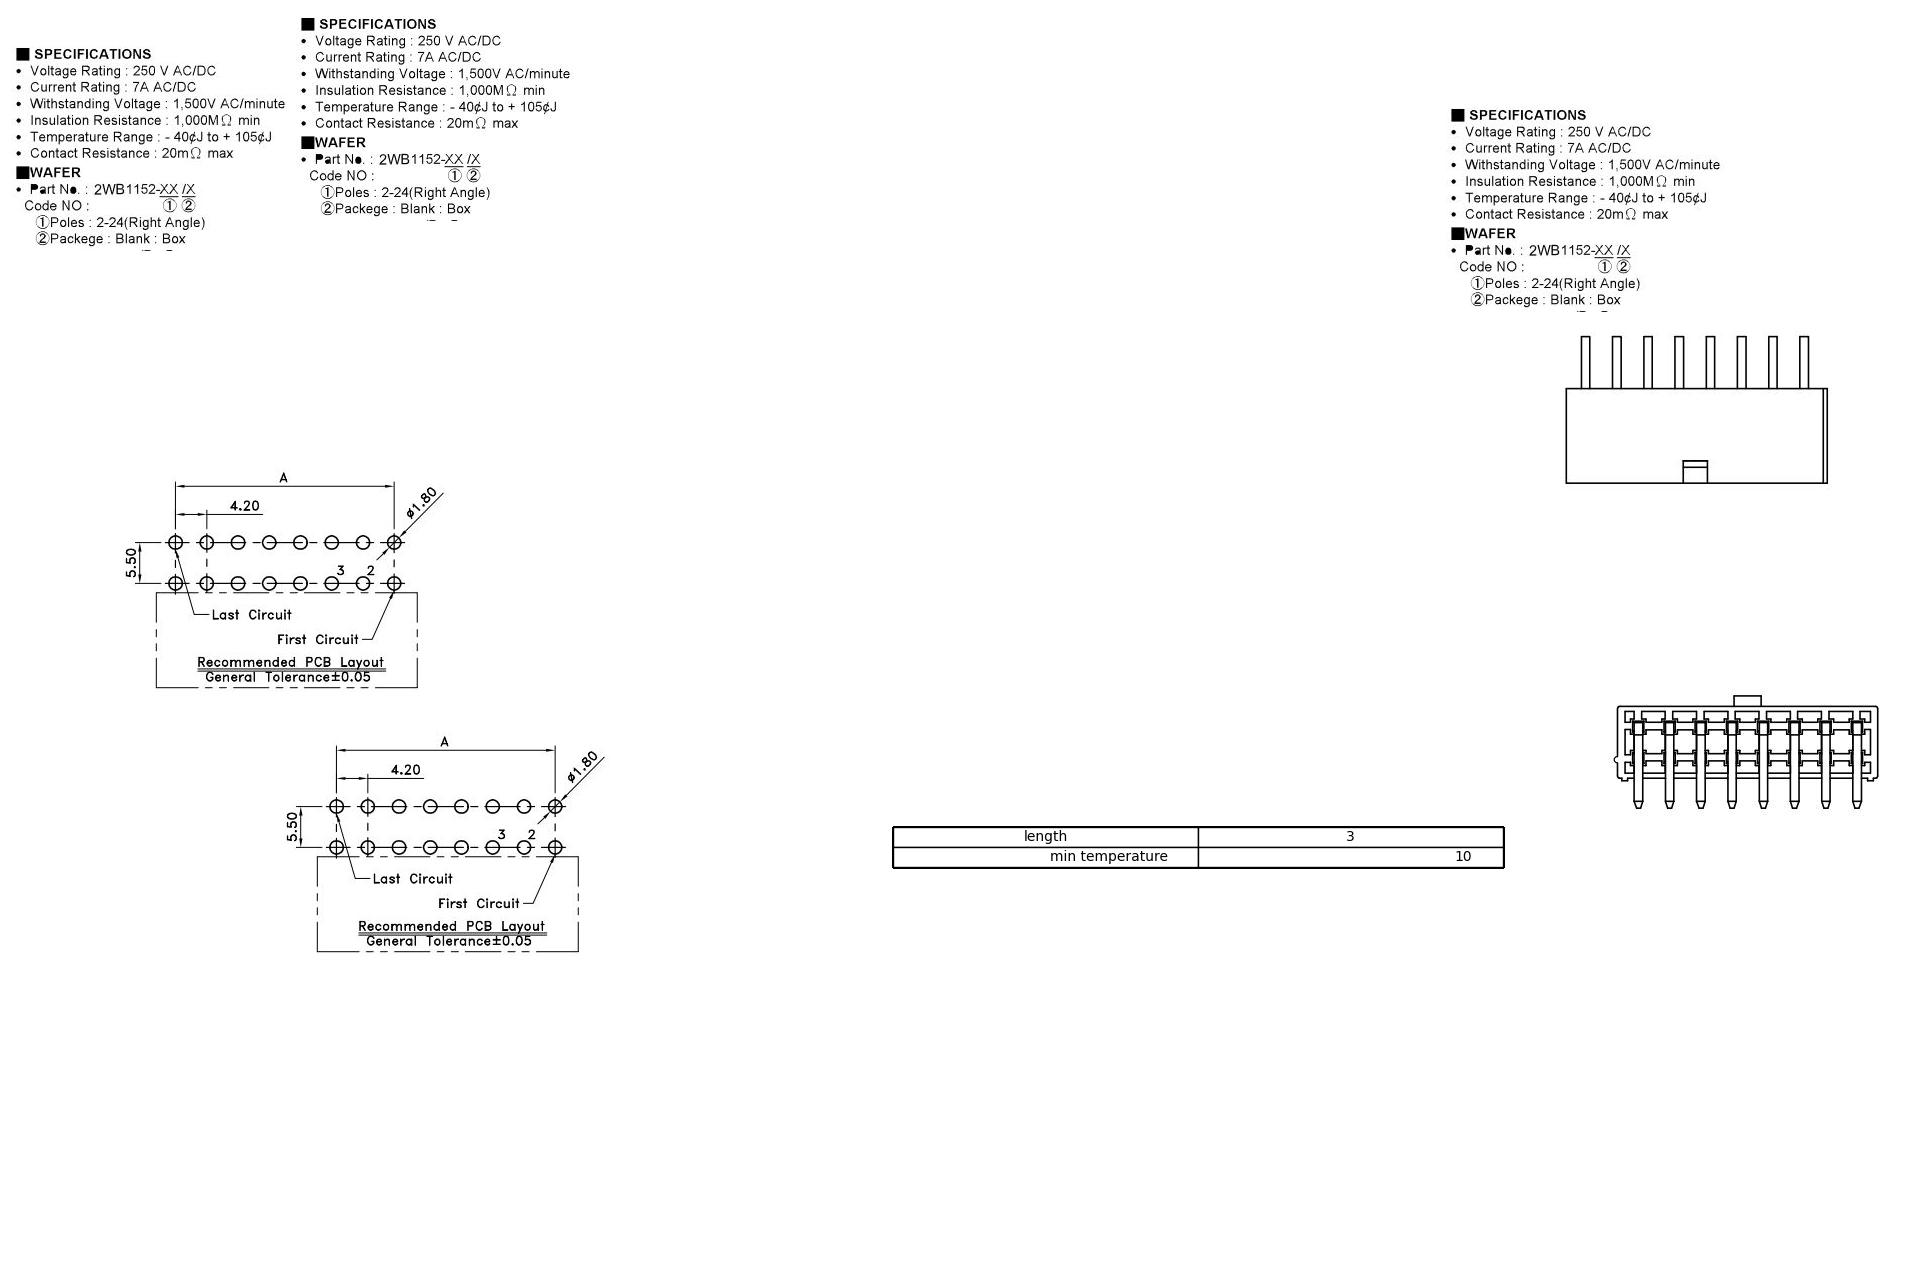 ■ SPECIFICATIONS
• Voltage Rating : 250 V AC/DC
• Current Rating : 7A AC/DC
• Withstanding Voltage : 1,500V AC/minute
• Insulation Resistance : 1,000MΩ min
• Temperature Range : - 40¢J to + 105¢J
• Contact Resistance : 20mΩ max
■WAFER
• Part No. : 2WB1152-XX /X
Code NO : ① ②
①Poles : 2-24(Right Angle)
②Packege : Blank : Box
■ SPECIFICATIONS
• Voltage Rating : 250 V AC/DC
• Current Rating : 7A AC/DC
• Withstanding Voltage : 1,500V AC/minute
• Insulation Resistance : 1,000MΩ min
• Temperature Range : - 40¢J to + 105¢J
• Contact Resistance : 20mΩ max
■WAFER
• Part No. : 2WB1152-XX /X
Code NO : ① ②
①Poles : 2-24(Right Angle)
②Packege : Blank : Box
■ SPECIFICATIONS
• Voltage Rating : 250 V AC/DC
• Current Rating : 7A AC/DC
• Withstanding Voltage : 1,500V AC/minute
• Insulation Resistance : 1,000MΩ min
• Temperature Range : - 40¢J to + 105¢J
• Contact Resistance : 20mΩ max
■WAFER
• Part No. : 2WB1152-XX /X
Code NO : ① ②
①Poles : 2-24(Right Angle)
②Packege : Blank : Box
A
4.20
ø1.80
5.50
3 2
Last Circuit
First Circuit
Recommended PCB Layout
General Tolerance±0.05
A
4.20
ø1.80
5.50
3 2
Last Circuit
First Circuit
Recommended PCB Layout
General Tolerance±0.05
length 3
min temperature 10